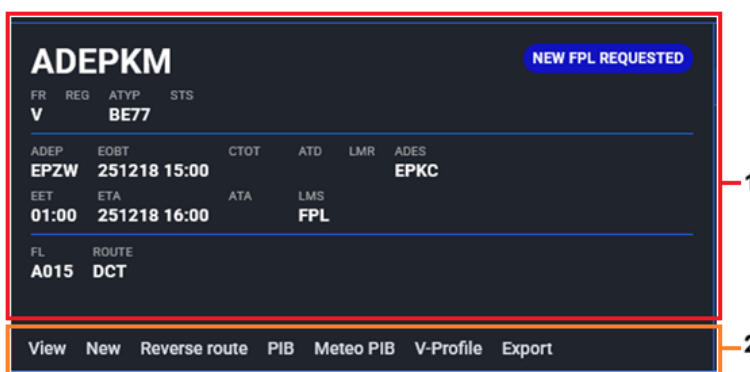 ADEPKM NEW FPL REQUESTED
FR REG ATYP STS
V BE77
ADEP EOBT CTOT ATD LMR ADES
EPZW 251218 15:00 EPKC
EET ETA ATA LMS
01:00 251218 16:00 FPL
FL ROUTE
A015 DCT
1
View New Reverse route PIB Meteo PIB V-Profile Export
2